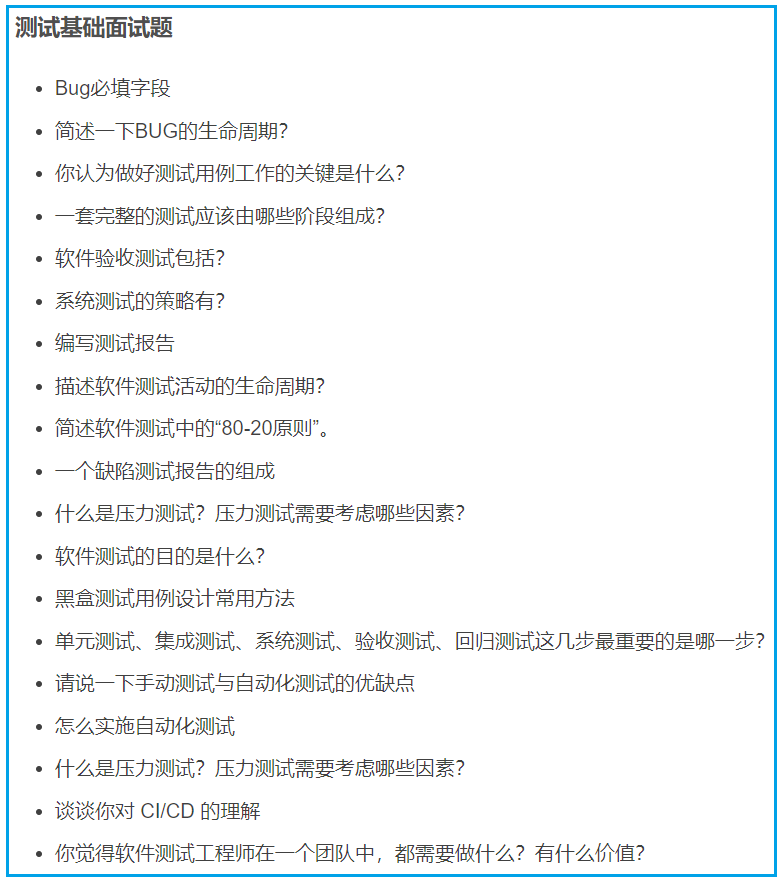 测试基础面试题
Bug必填字段
简述一下BUG的生命周期?
你认为做好测试用例工作的关键是什么?
一套完整的测试应该由哪些阶段组成?
软件验收测试包括?
系统测试的策略有?
编写测试报告
描述软件测试活动的生命周期?
简述软件测试中的“80-20原则”。
一个缺陷测试报告的组成
什么是压力测试？压力测试需要考虑哪些因素?
软件测试的目的是什么?
黑盒测试用例设计常用方法
单元测试、集成测试、系统测试、验收测试、回归测试这几步最重要的是哪一步?
请说一下手动测试与自动化测试的优缺点
怎么实施自动化测试
什么是压力测试？压力测试需要考虑哪些因素?
谈谈你对 CI/CD 的理解
你觉得软件测试工程师在一个团队中，都需要做什么？有什么价值?